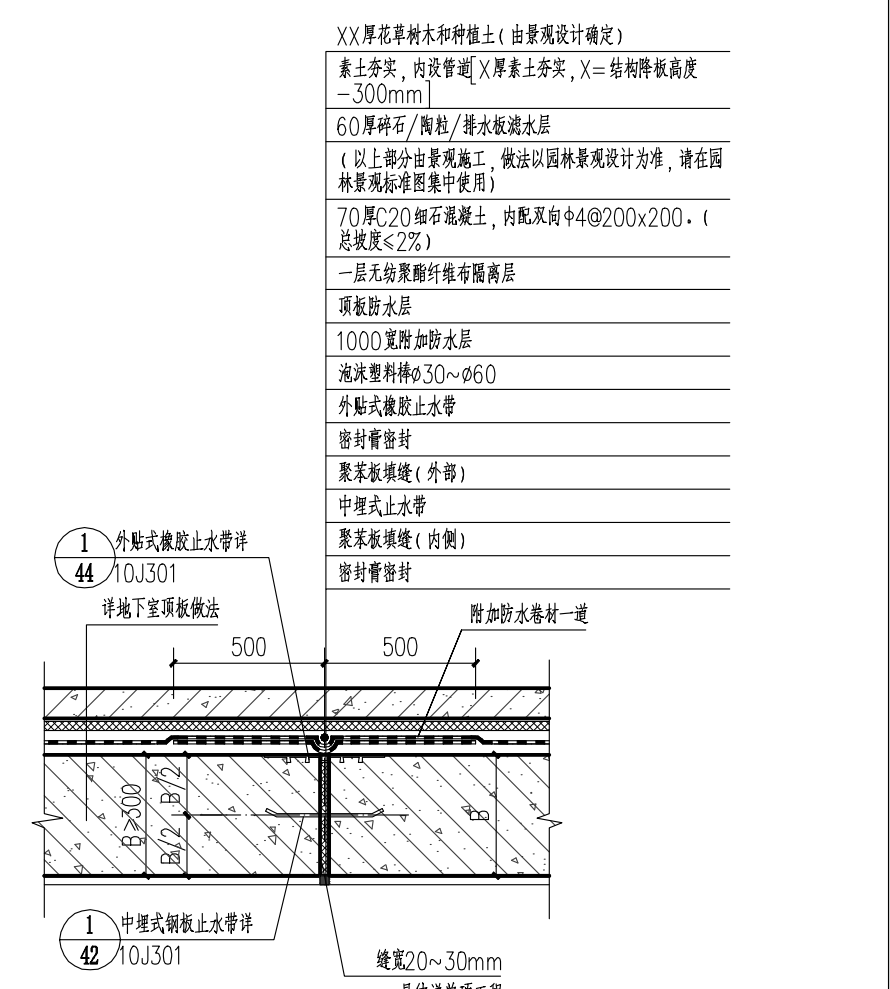 XX厚花草树木和种植土(由景观设计确定)
素土夯实,内设管道[X厚素土夯实,X=结构降板高度
-300mm]
60厚碎石/陶粒/排水板滤水层
(以上部分由景观施工,做法以园林景观设计为准,请在园
林景观标准图集中使用)
70厚C20细石混凝土,内配双向Φ4@200x200.(
总坡度≤2%)
一层无纺聚酯纤维布隔离层
顶板防水层
1000宽附加防水层
泡沫塑料棒Ø30~Ø60
外贴式橡胶止水带
密封膏密封
聚苯板填缝(外部)
中埋式止水带
聚苯板填缝(内侧)
密封膏密封
1 外贴式橡胶止水带详
44 10J301
详地下室顶板做法
附加防水卷材一道
500 500
B≥300
B/2 B/2
B
1 中埋式钢板止水带详
42 10J301
缝宽20~30mm